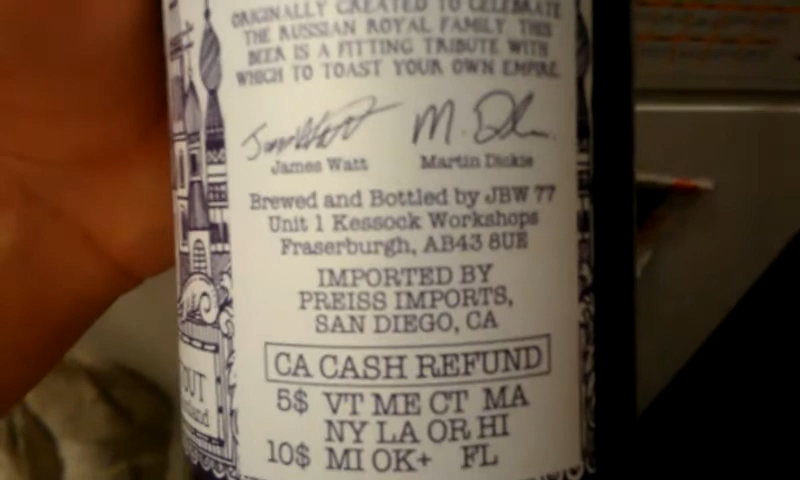 ORIGINALLY CREATED TO CELEBRATE
THE RUSSIAN ROYAL FAMILY, THIS
BEER IS A FITTING TRIBUTE WITH
WHICH TO TOAST YOUR OWN EMPIRE.
James Watt Martin Dickie
Brewed and Bottled by JBW 77
Unit 1 Kessock Workshops
Fraserburgh, AB43 8UE
IMPORTED BY
PREISS IMPORTS,
SAN DIEGO, CA
CA CASH REFUND
5$ VT ME CT MA
NY LA OR HI
10$ MI OK+ FL
OUT